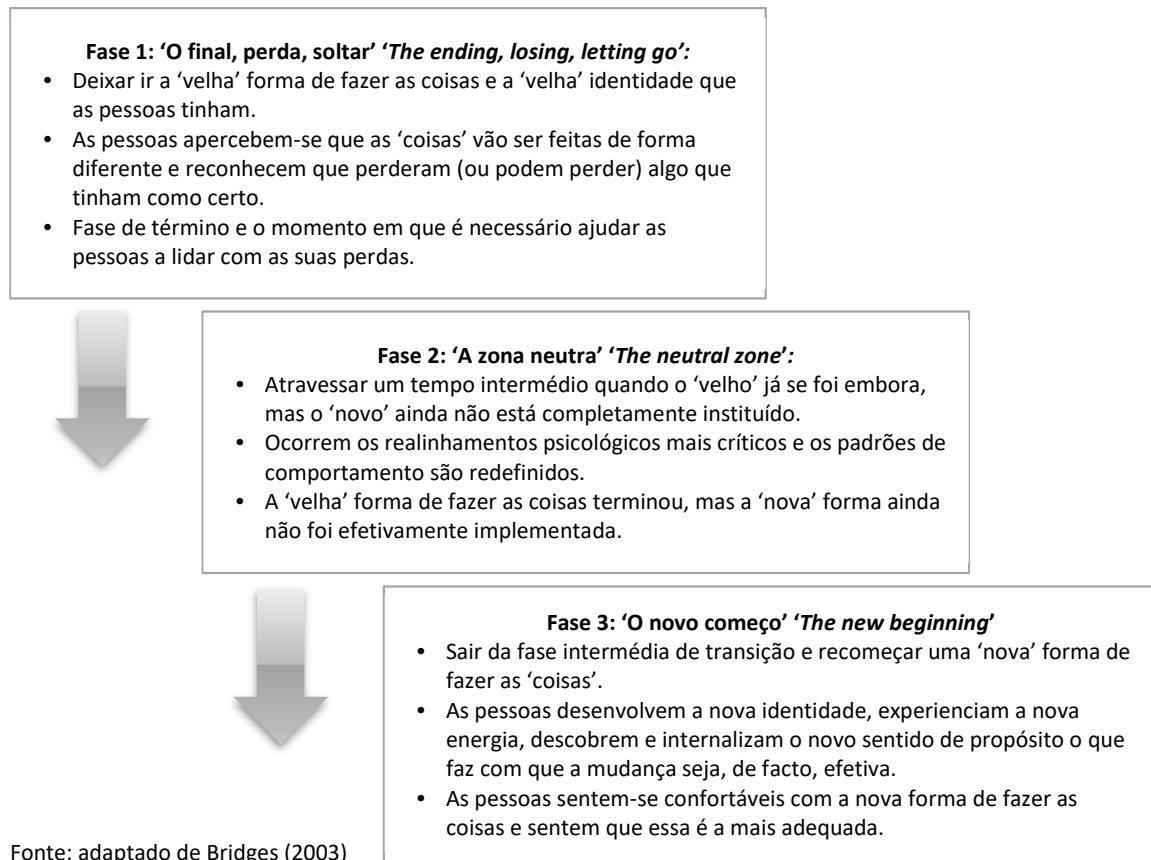 Fase 1: ‘O final, perda, soltar’ ‘The ending, losing, letting go’:
• Deixar ir a ‘velha’ forma de fazer as coisas e a ‘velha’ identidade que
as pessoas tinham.
• As pessoas apercebem-se que as ‘coisas’ vão ser feitas de forma
diferente e reconhecem que perderam (ou podem perder) algo que
tinham como certo.
• Fase de término e o momento em que é necessário ajudar as
pessoas a lidar com as suas perdas.
Fase 2: ‘A zona neutra’ ‘The neutral zone’:
• Atravessar um tempo intermédio quando o ‘velho’ já se foi embora,
mas o ‘novo’ ainda não está completamente instituído.
• Ocorrem os realinhamentos psicológicos mais críticos e os padrões de
comportamento são redefinidos.
• A ‘velha’ forma de fazer as coisas terminou, mas a ‘nova’ forma ainda
não foi efetivamente implementada.
Fase 3: ‘O novo começo’ ‘The new beginning’
• Sair da fase intermédia de transição e recomeçar uma ‘nova’ forma de
fazer as ‘coisas’.
• As pessoas desenvolvem a nova identidade, experienciam a nova
energia, descobrem e internalizam o novo sentido de propósito o que
faz com que a mudança seja, de facto, efetiva.
• As pessoas sentem-se confortáveis com a nova forma de fazer as
coisas e sentem que essa é a mais adequada.
Fonte: adaptado de Bridges (2003)